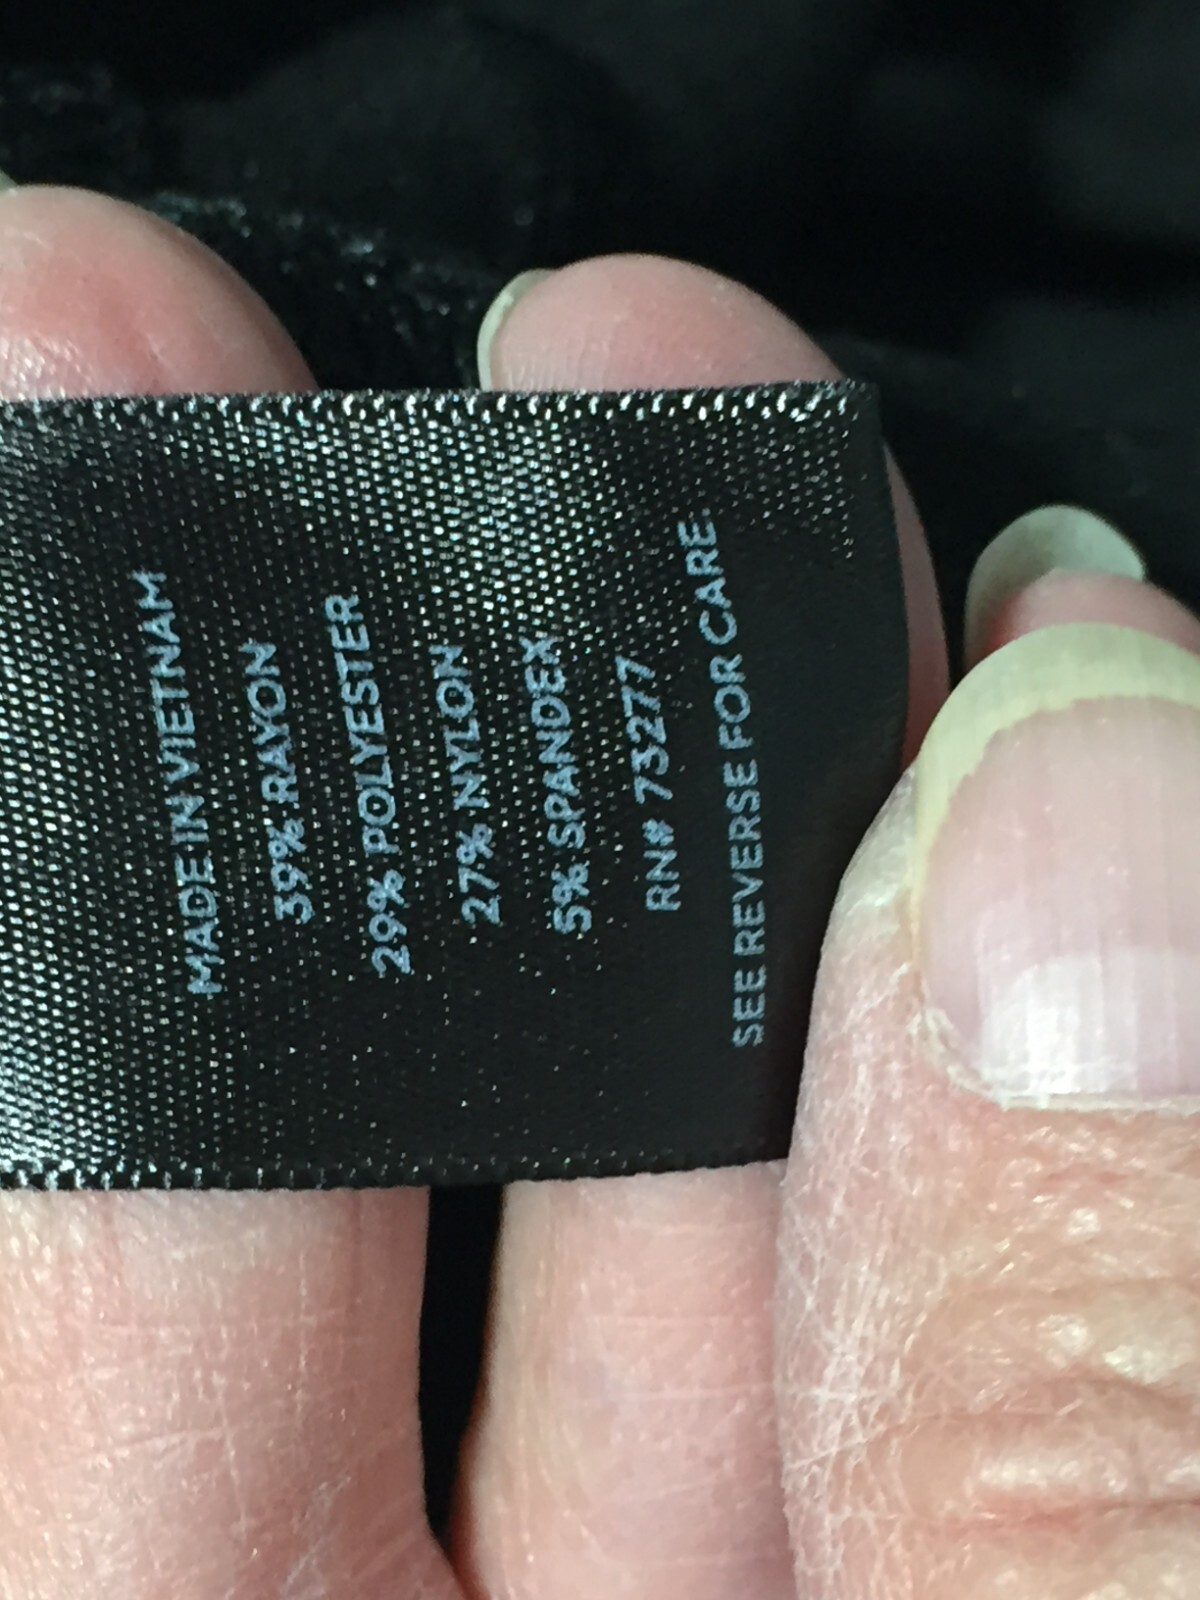 MADE IN VIETNAM
39% RAYON
29% POLYESTER
27% NYLON
5% SPANDEX
RN# 73277
SEE REVERSE FOR CARE